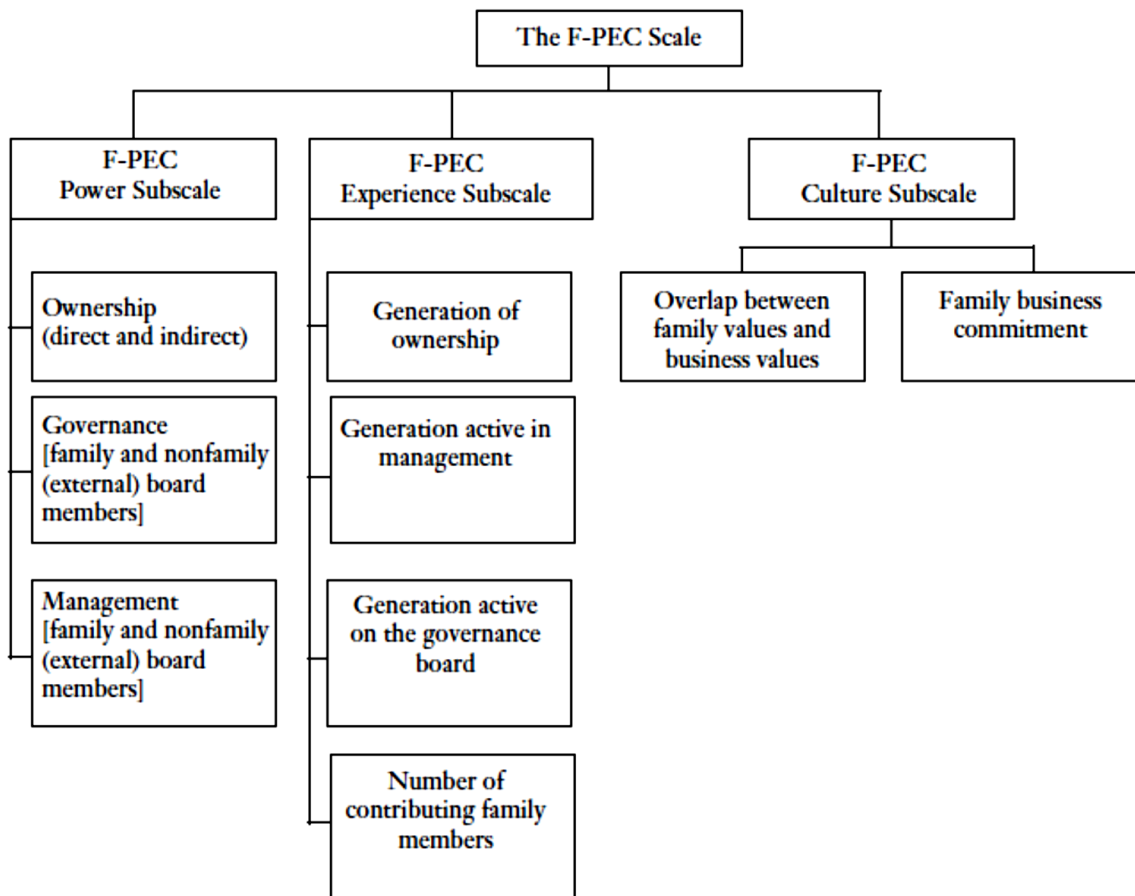 The F-PEC Scale
F-PEC
Power Subscale
F-PEC
Experience Subscale
F-PEC
Culture Subscale
Ownership
(direct and indirect)
Governance
[family and nonfamily
(external) board
members]
Management
[family and nonfamily
(external) board
members]
Generation of
ownership
Generation active in
management
Generation active
on the governance
board
Number of
contributing family
members
Overlap between
family values and
business values
Family business
commitment